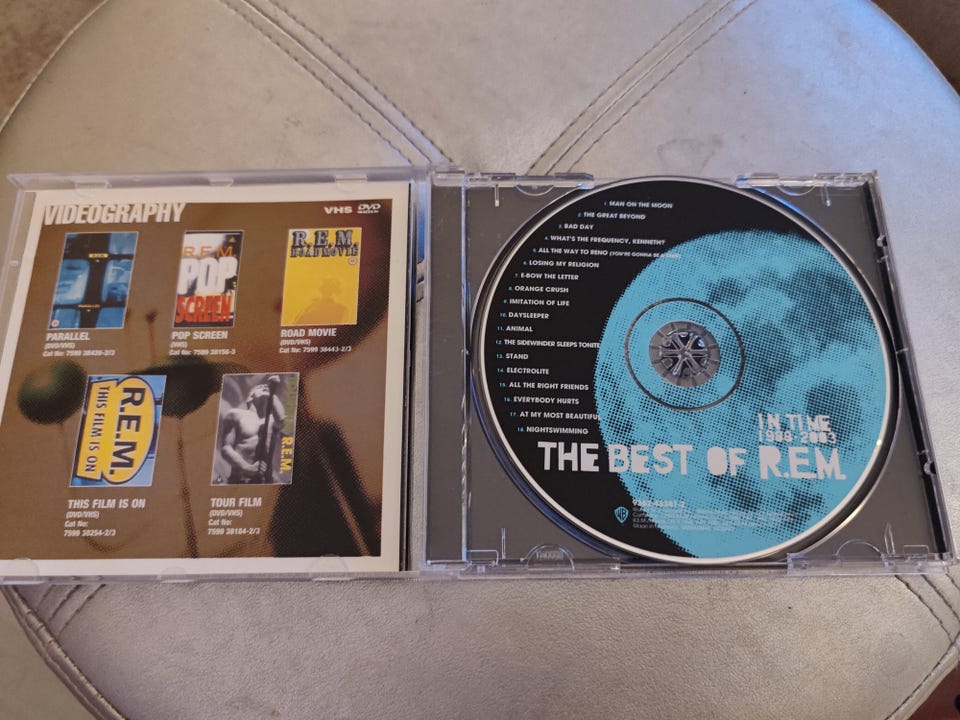 VIDEOGRAPHY
VHS DVD
R.E.M.
PARALLEL
PARALLEL
(DVD/VHS)
Cat No: 7599 38428-2/3
R.E.M.
POP
SCREEN
POP SCREEN
(VHS)
Cat No: 7599 38156-3
R.E.M.
ROAD MOVIE
ROAD MOVIE
(DVD/VHS)
Cat No: 7599 38443-2/3
R.E.M.
THIS FILM IS ON
THIS FILM IS ON
(DVD/VHS)
Cat No:
7599 38254-2/3
R.E.M.
TOUR FILM
(DVD/VHS)
Cat No:
7599 38184-2/3
1. MAN ON THE MOON
2. THE GREAT BEYOND
3. BAD DAY
4. WHAT'S THE FREQUENCY, KENNETH?
5. ALL THE WAY TO RENO (YOU'RE GONNA BE A
6. LOSING MY RELIGION
7. E-BOW THE LETTER
8. ORANGE CRUSH
9. IMITATION OF LIFE
10. DAYSLEEPER
11. ANIMAL
12. THE SIDEWINDER SLEEPS TONITE
13. STAND
14. ELECTROLITE
15. ALL THE RIGHT FRIENDS
16. EVERYBODY HURTS
17. AT MY MOST BEAUTIFUL
18. NIGHTSWIMMING
IN TIME
1988-2003
THE BEST OF R.E.M.
WB